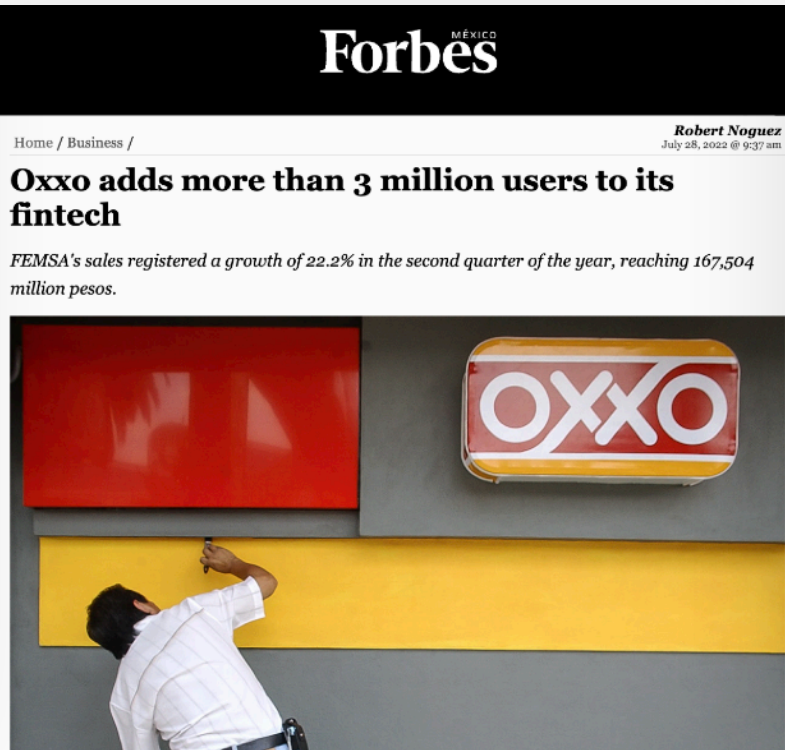 Forbes
MÉXICO
Home / Business /
Robert Noguez
July 28, 2022 @ 9:37 am
Oxxo adds more than 3 million users to its
fintech
FEMSA's sales registered a growth of 22.2% in the second quarter of the year, reaching 167,504
million pesos.
OXXO